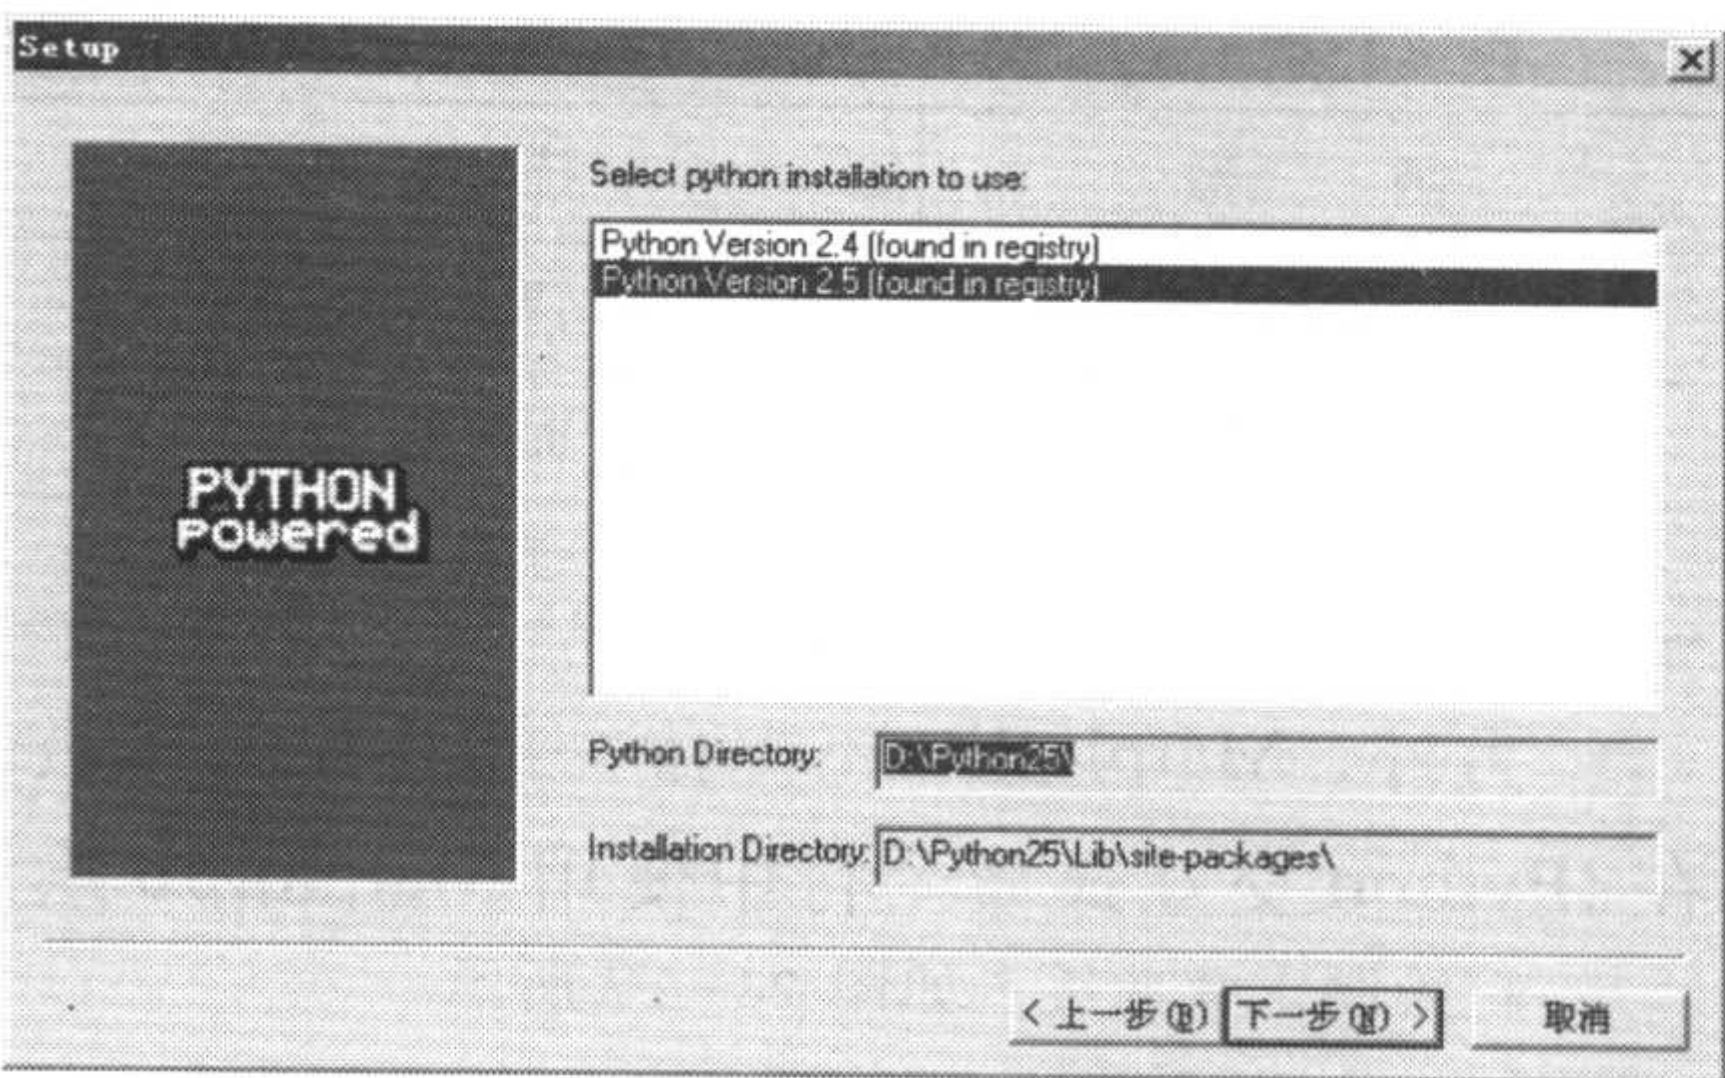 Setup
PYTHON
powered
Select python installation to use:
Python Version 2.4 (found in registry)
Python Version 2.5 (found in registry)
Python Directory: D:\Python25\
Installation Directory: D:\Python25\Lib\site-packages\
< 上一步(B) 下一步(N) > 取消